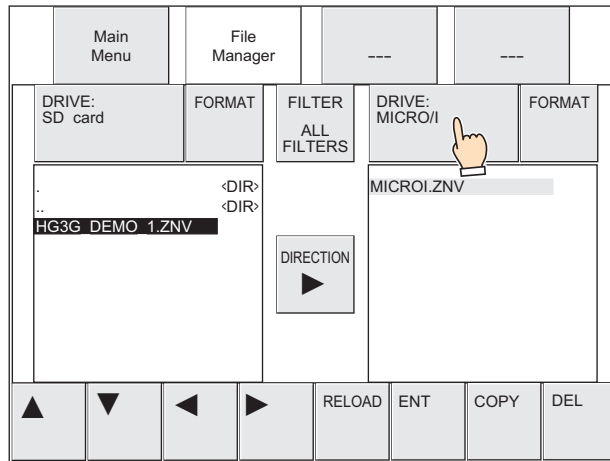 Main
Menu
File
Manager
---
---
DRIVE:
SD card
FORMAT
FILTER
ALL
FILTERS
DRIVE:
MICRO/I
FORMAT
. <DIR>
.. <DIR>
HG3G_DEMO_1.ZNV
DIRECTION
▶
MICROI.ZNV
▲ ▼ ◀ ▶ RELOAD ENT COPY DEL